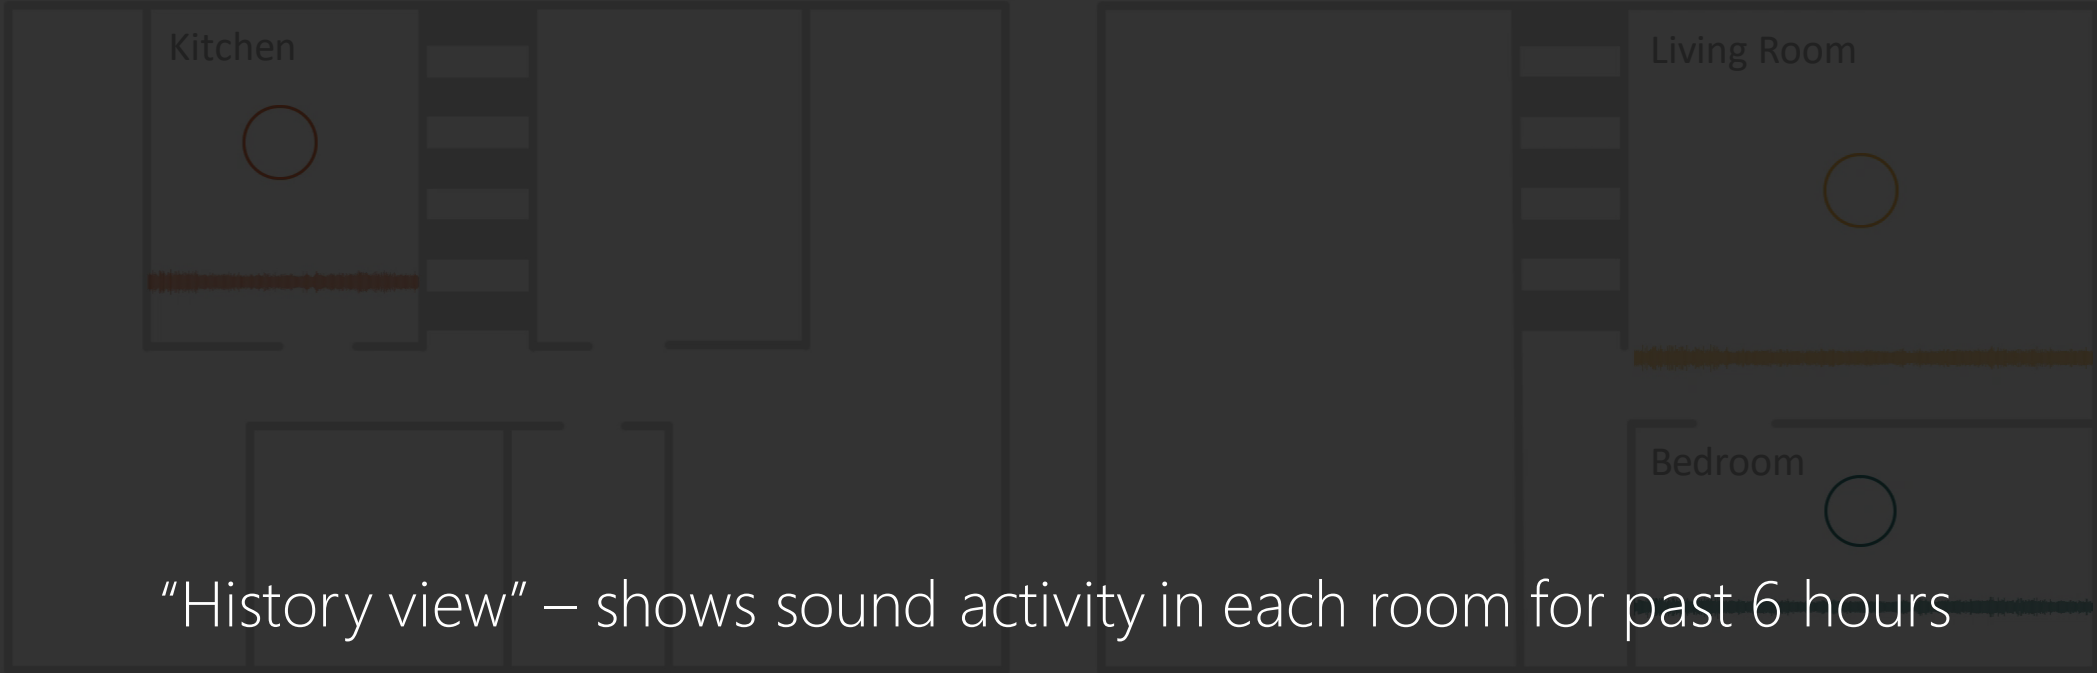 Kitchen
Living Room
Bedroom
“History view” – shows sound activity in each room for past 6 hours